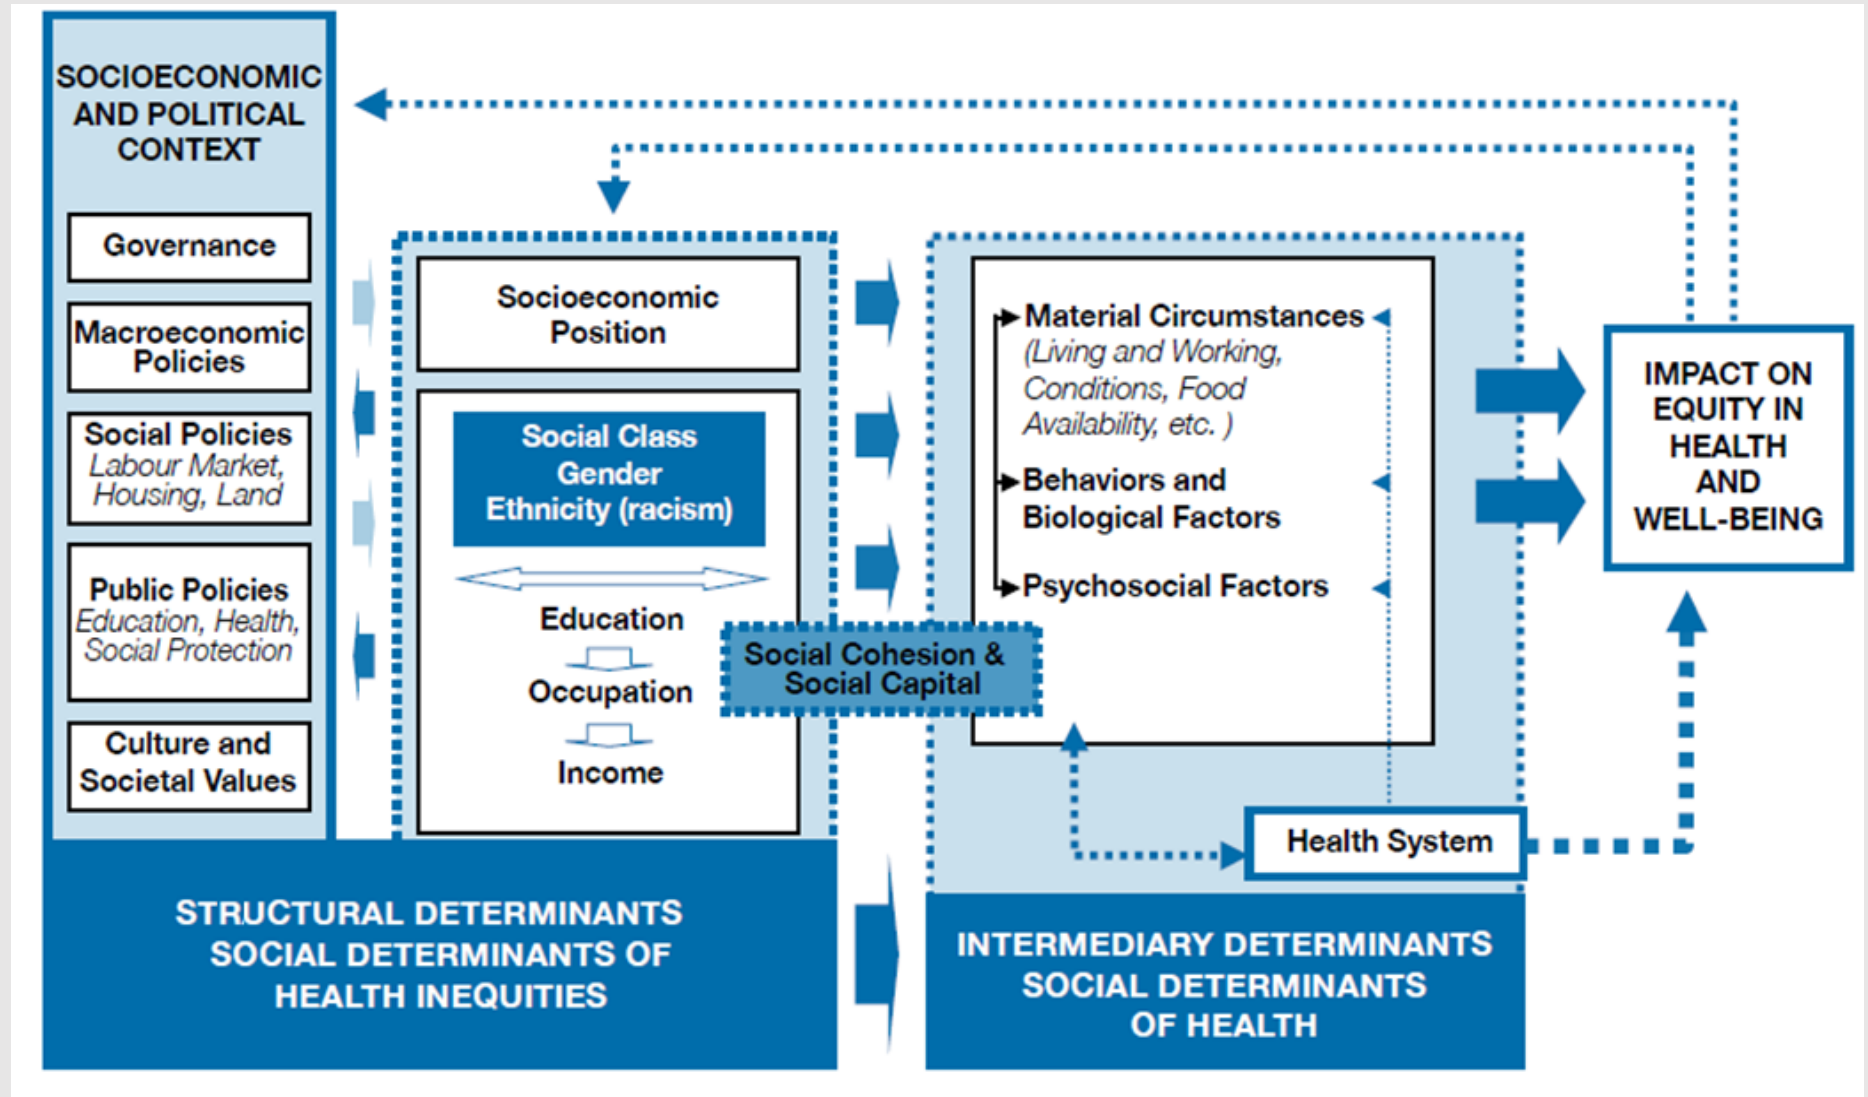 SOCIOECONOMIC
AND POLITICAL
CONTEXT
Governance
Macroeconomic
Policies
Social Policies
Labour Market,
Housing, Land
Public Policies
Education, Health,
Social Protection
Culture and
Societal Values
Socioeconomic
Position
Social Class
Gender
Ethnicity (racism)
Education
Occupation
Income
Social Cohesion &
Social Capital
Material Circumstances
(Living and Working,
Conditions, Food
Availability, etc. )
Behaviors and
Biological Factors
Psychosocial Factors
Health System
IMPACT ON
EQUITY IN
HEALTH
AND
WELL-BEING
STRUCTURAL DETERMINANTS
SOCIAL DETERMINANTS OF
HEALTH INEQUITIES
INTERMEDIARY DETERMINANTS
SOCIAL DETERMINANTS
OF HEALTH